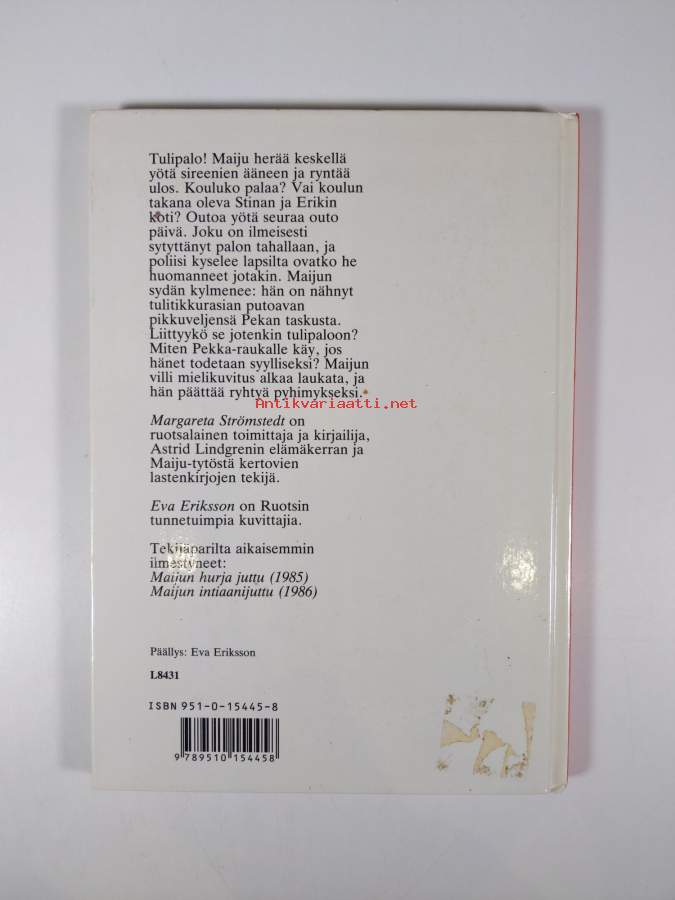 Tulipalo! Maiju herää keskellä
yötä sireenien ääneen ja ryntää
ulos. Kouluko palaa? Vai koulun
takana oleva Stinan ja Erikin
koti? Outoa yötä seuraa outo
päivä. Joku on ilmeisesti
sytyttänyt palon tahallaan, ja
poliisi kyselee lapsilta ovatko he
huomanneet jotakin. Maijun
sydän kylmenee: hän on nähnyt
tulitikkurasian putoavan
pikkuveljensä Pekan taskusta.
Liittyykö se jotenkin tulipaloon?
Miten Pekka-raukalle käy, jos
hänet todetaan syylliseksi? Maijun
villi mielikuvitus alkaa laukata, ja
hän päättää ryhtyä pyhimykseksi.
Antikvariaatti.net
Margareta Strömstedt on
ruotsalainen toimittaja ja kirjailija,
Astrid Lindgrenin elämäkerran ja
Maiju-tytöstä kertovien
lastenkirjojen tekijä.
Eva Eriksson on Ruotsin
tunnetuimpia kuvittajia.
Tekijäparilta aikaisemmin
ilmestyneet:
Maijun hurja juttu (1985)
Maijun intiaanijuttu (1986)
Päällys: Eva Eriksson
L8431
ISBN 951-0-15445-8
9 789510 154458